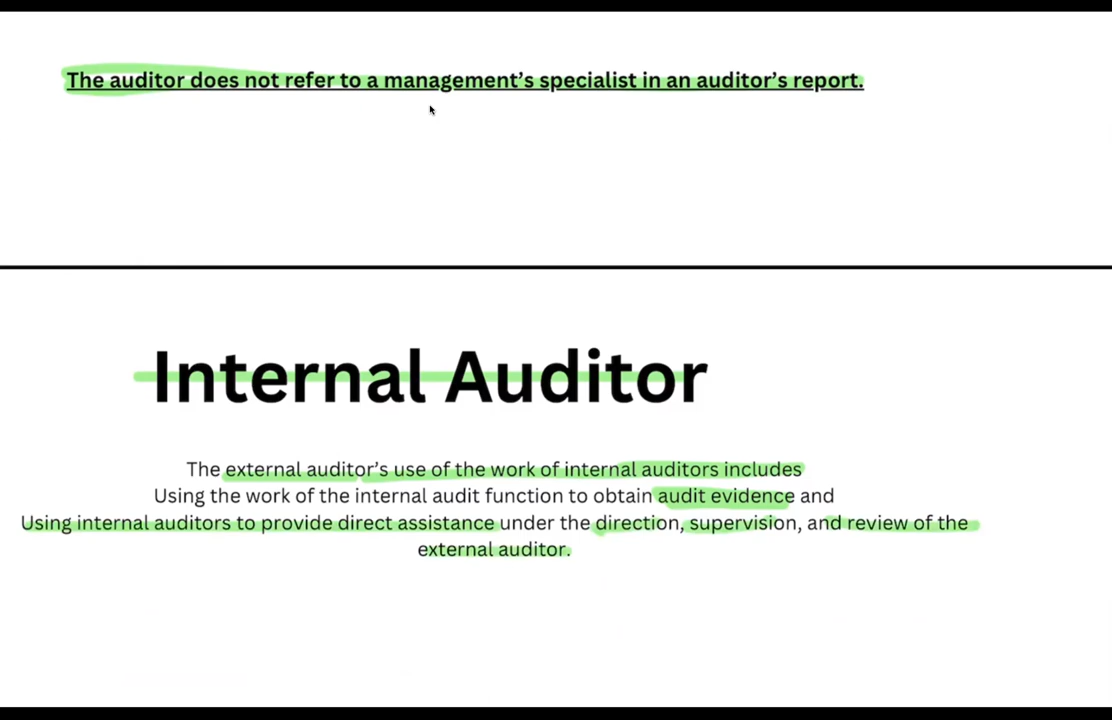 The auditor does not refer to a management's specialist in an auditor's report.
Internal Auditor
The external auditor's use of the work of internal auditors includes
Using the work of the internal audit function to obtain audit evidence and
Using internal auditors to provide direct assistance under the direction, supervision, and review of the
external auditor.